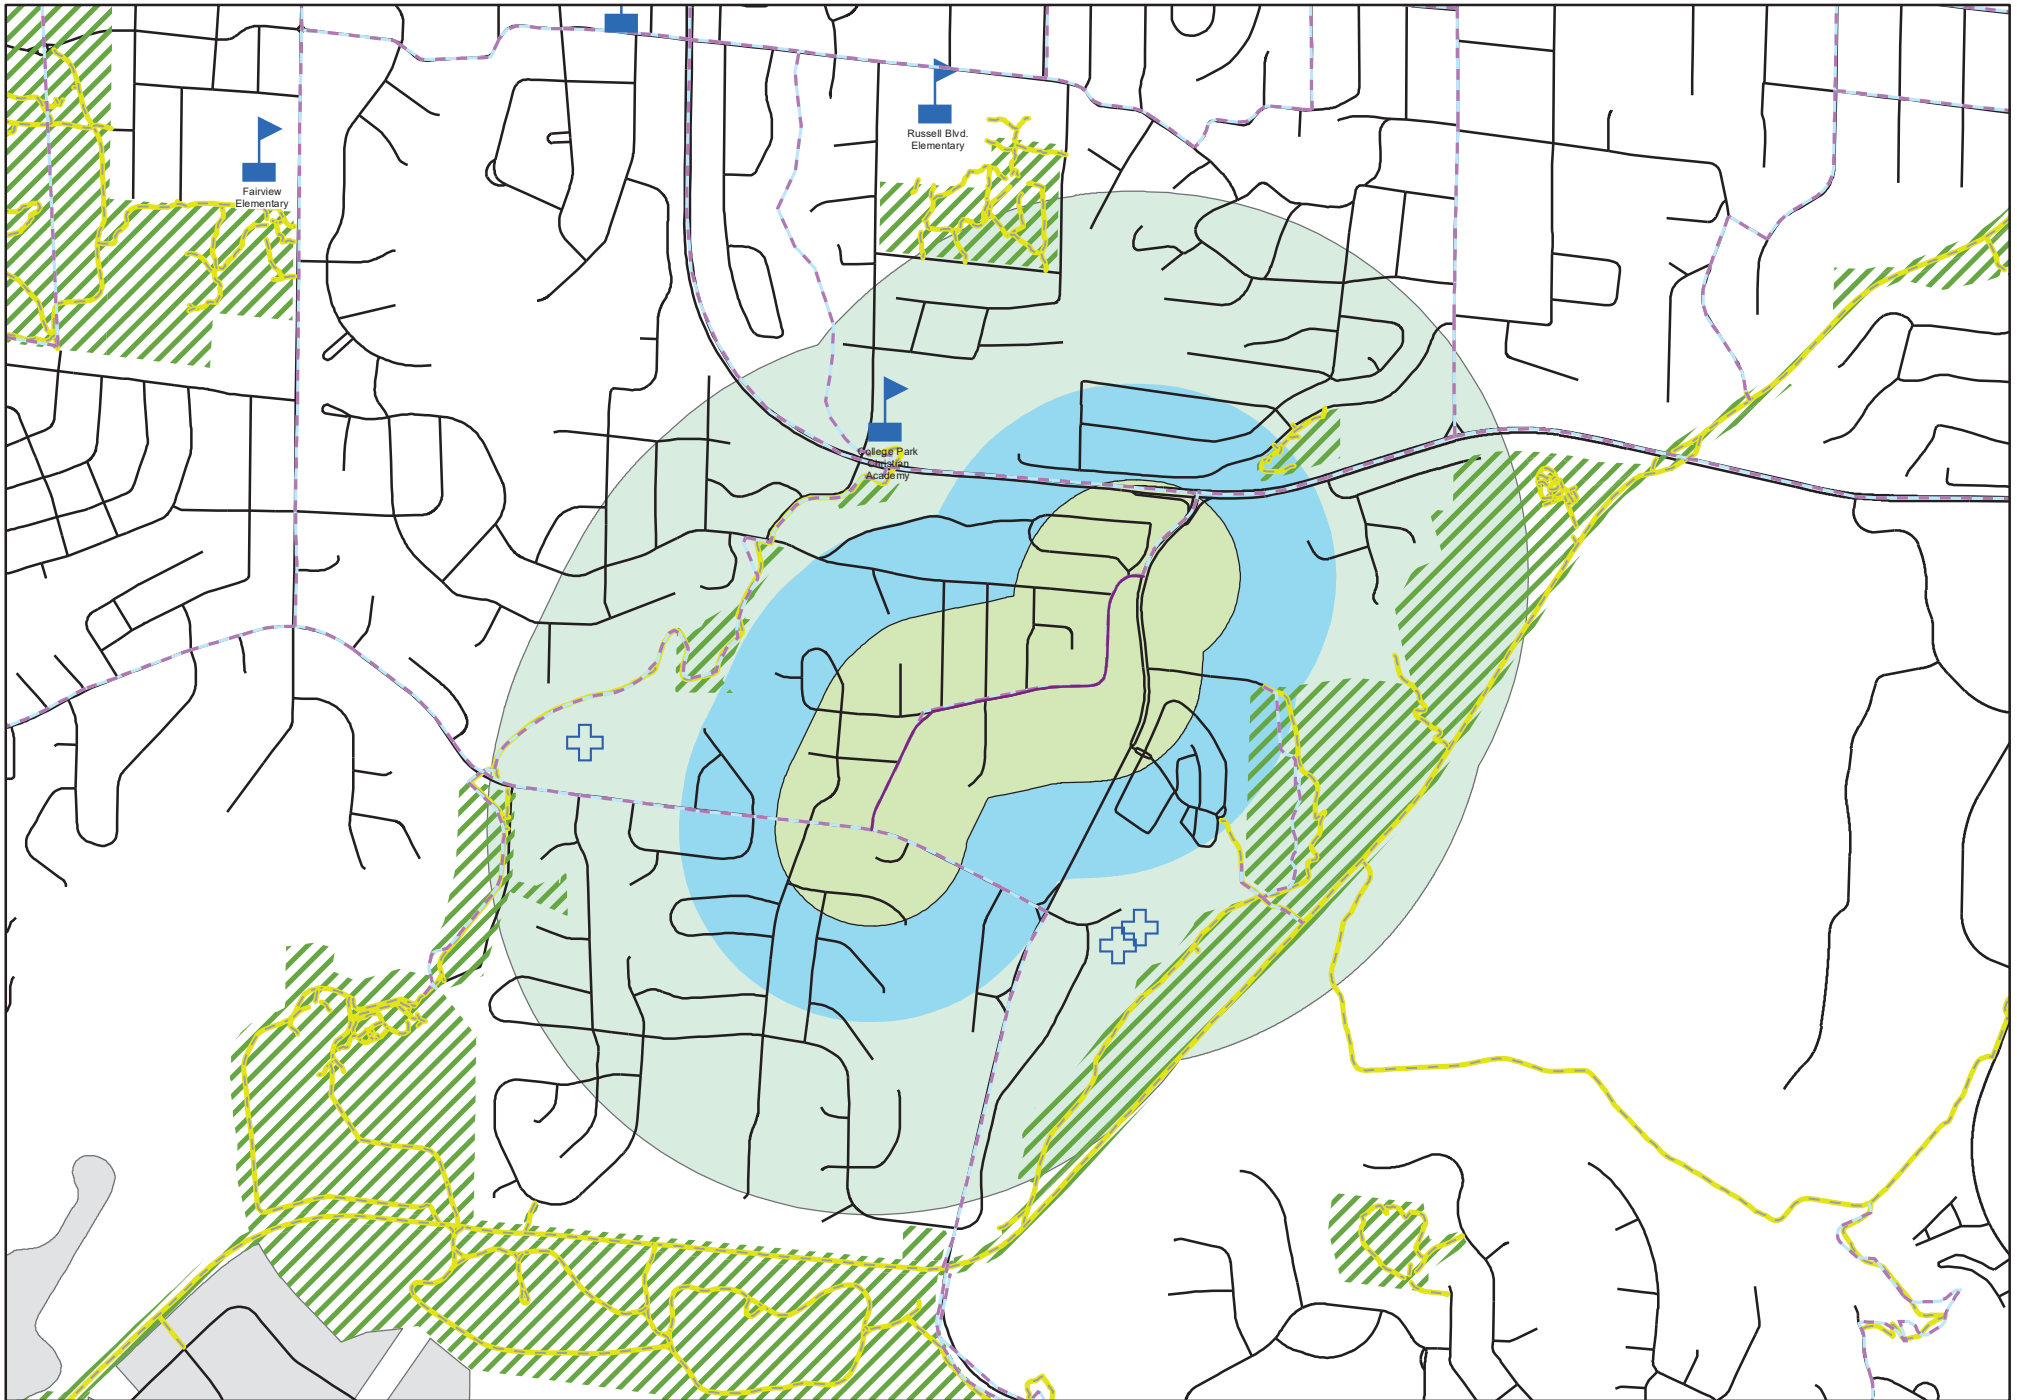 Russell Blvd.
Elementary
Fairview
Elementary
College Park
Christian
Academy